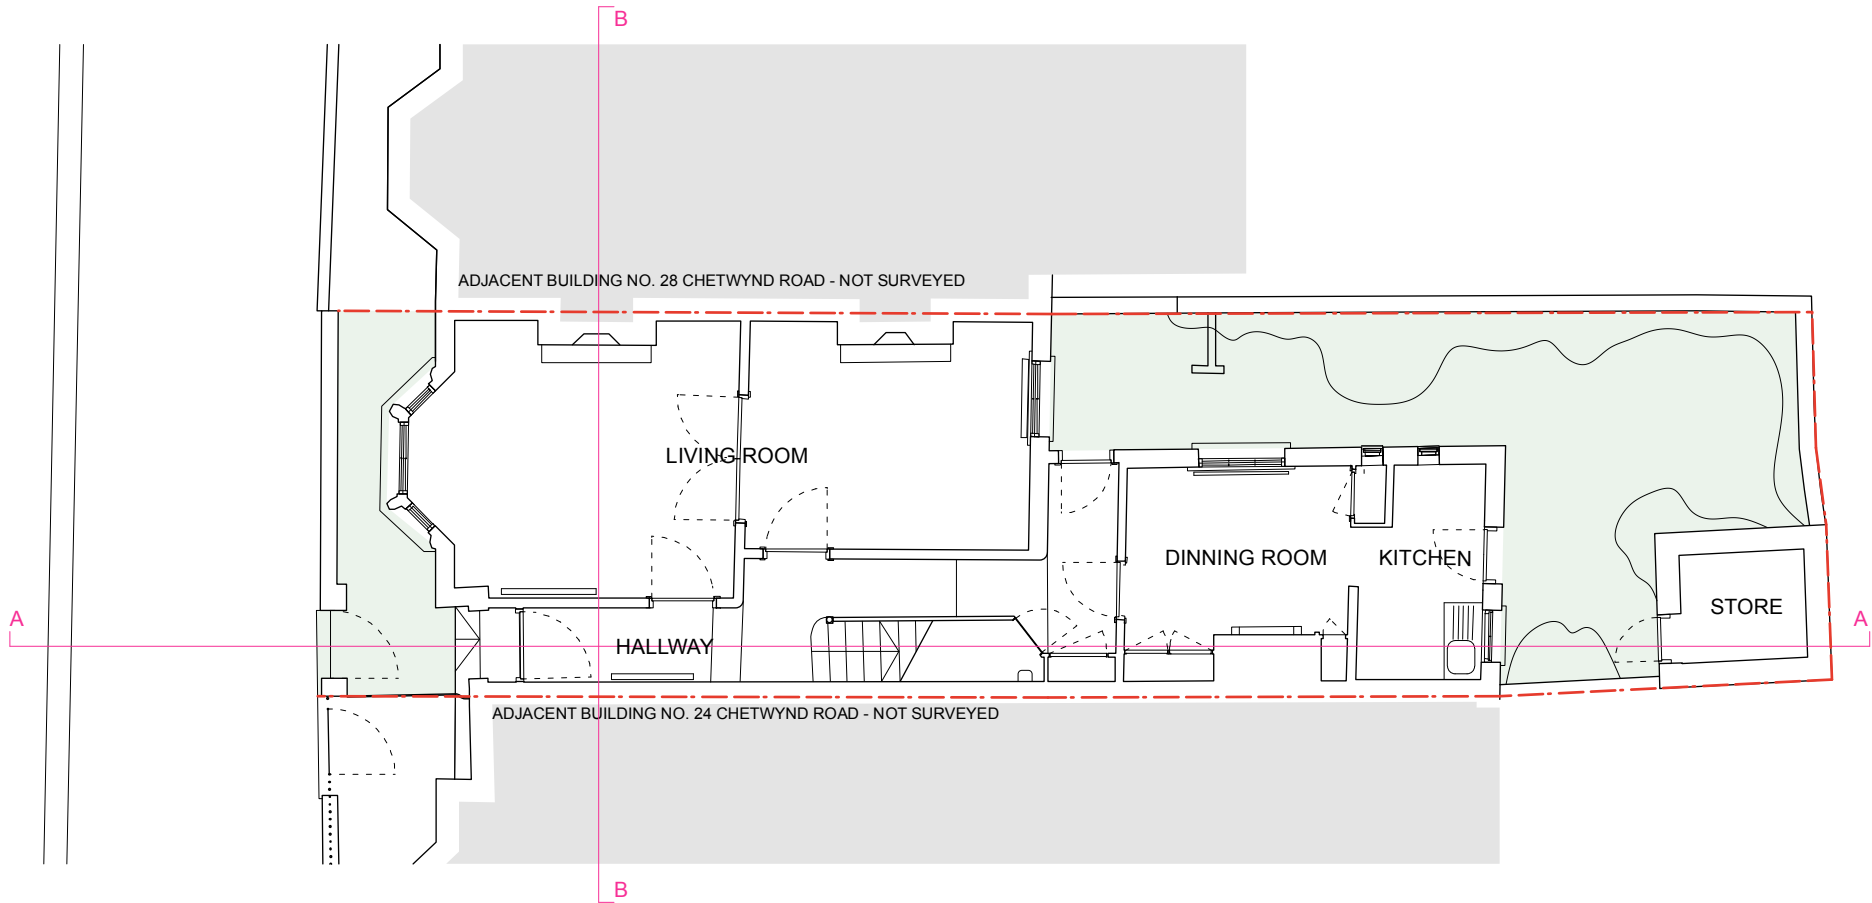 B
ADJACENT BUILDING NO. 28 CHETWYND ROAD - NOT SURVEYED
LIVING ROOM
DINNING ROOM
KITCHEN
STORE
A
A
HALLWAY
ADJACENT BUILDING NO. 24 CHETWYND ROAD - NOT SURVEYED
B